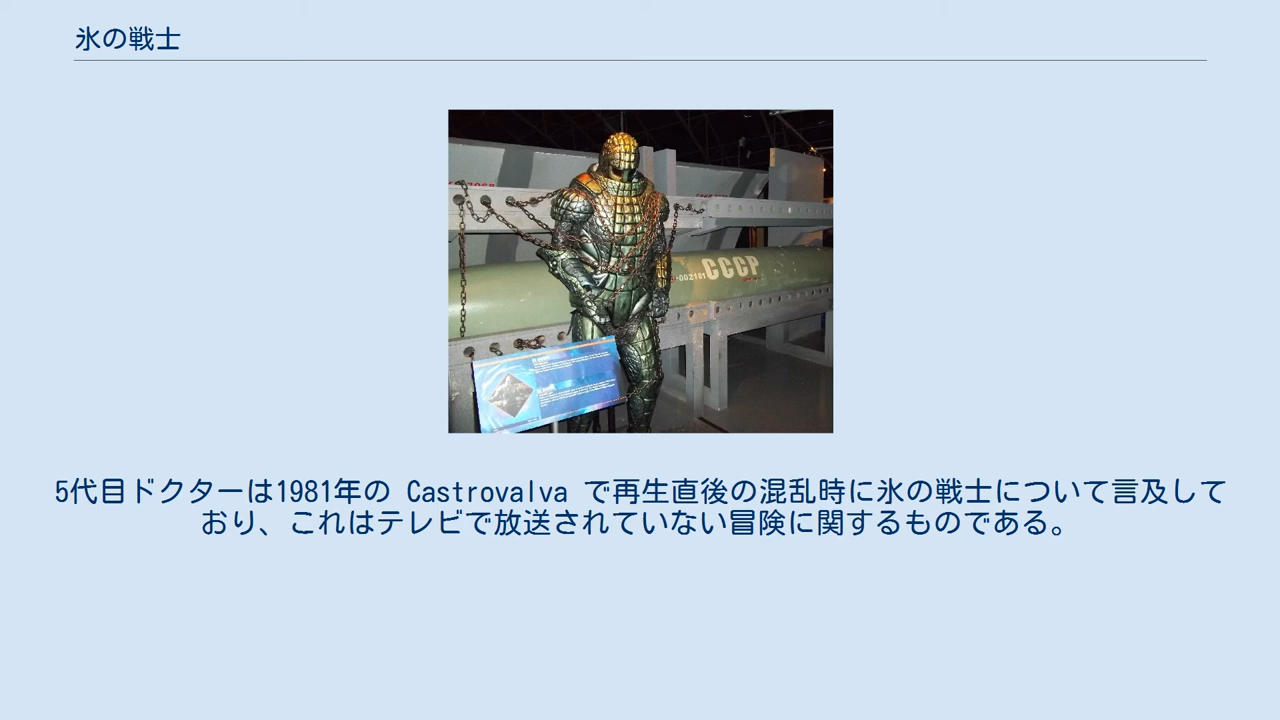 氷の戦士
CCCP
5代目ドクターは1981年の Castrovalva で再生直後の混乱時に氷の戦士について言及して
おり、これはテレビで放送されていない冒険に関するものである。